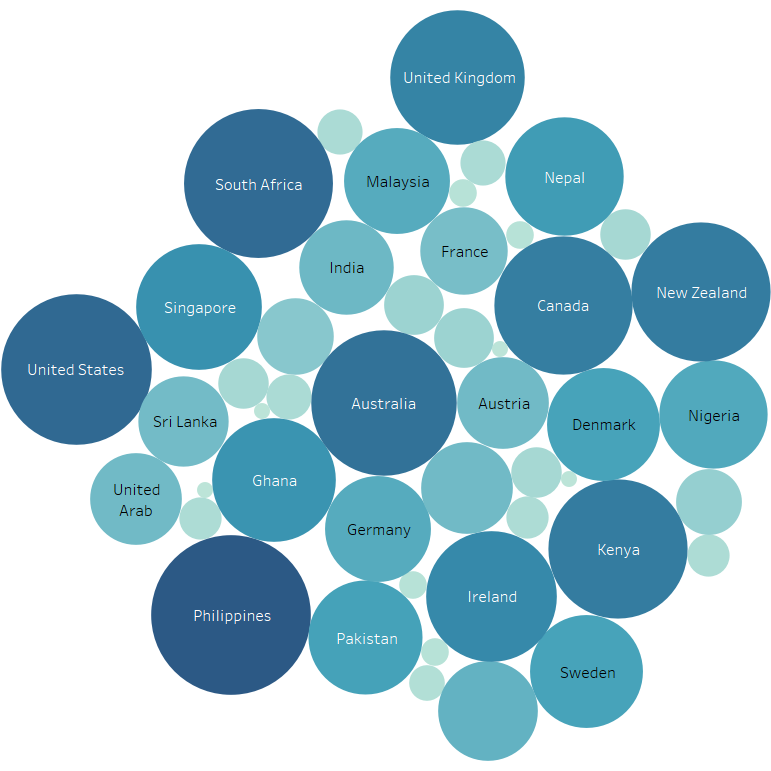 United Kingdom
South Africa
Malaysia
Nepal
France
India
New Zealand
Canada
Singapore
United States
Australia
Austria
Sri Lanka
Nigeria
Denmark
Ghana
United
Arab
Germany
Kenya
Ireland
Philippines
Pakistan
Sweden